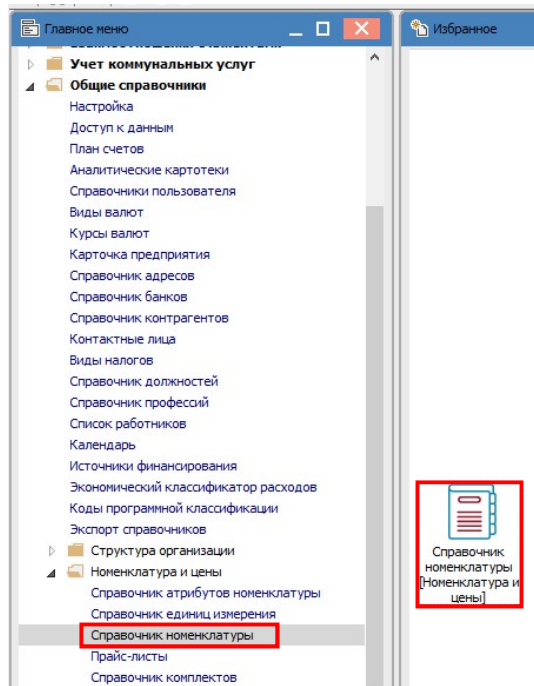 Главное меню
Избранное
Учет коммунальных услуг
Общие справочники
Настройка
Доступ к данным
План счетов
Аналитические картотеки
Справочники пользователя
Виды валют
Курсы валют
Карточка предприятия
Справочник адресов
Справочник банков
Справочник контрагентов
Контактные лица
Виды налогов
Справочник должностей
Справочник профессий
Список работников
Календарь
Источники финансирования
Экономический классификатор расходов
Коды программной классификации
Экспорт справочников
Структура организации
Номенклатура и цены
Справочник атрибутов номенклатуры
Справочник единиц измерения
Справочник номенклатуры
Прайс-листы
Справочник комплектов
Справочник
номенклатуры
[Номенклатура и
цены]